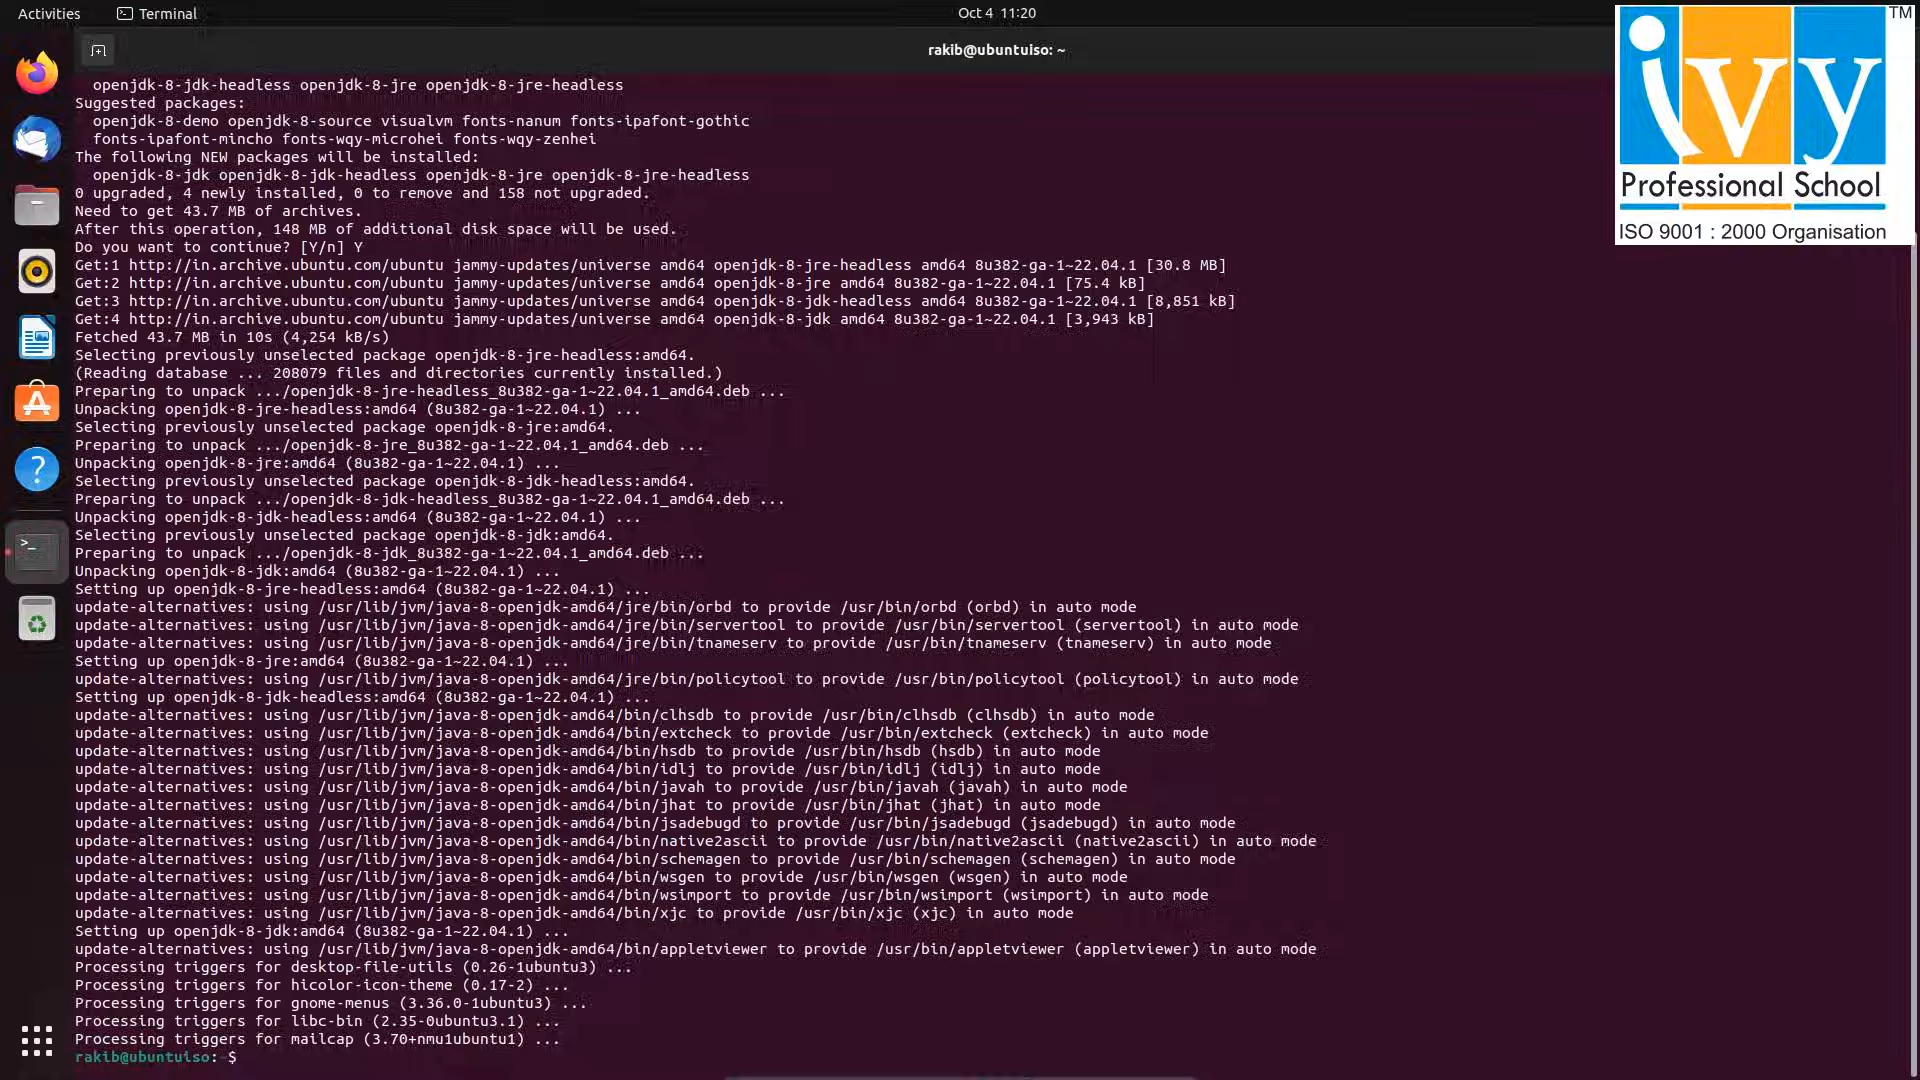 Activities
Terminal
Oct 4 11:20
rakib@ubuntuiso: ~
openjdk-8-jdk-headless openjdk-8-jre openjdk-8-jre-headless
Suggested packages:
openjdk-8-demo openjdk-8-source visualvm fonts-nanum fonts-ipafont-gothic
fonts-ipafont-mincho fonts-wqy-microhei fonts-wqy-zenhei
The following NEW packages will be installed:
openjdk-8-jdk openjdk-8-jdk-headless openjdk-8-jre openjdk-8-jre-headless
0 upgraded, 4 newly installed, 0 to remove and 158 not upgraded.
Need to get 43.7 MB of archives.
After this operation, 148 MB of additional disk space will be used.
Do you want to continue? [Y/n] Y
Get:1 http://in.archive.ubuntu.com/ubuntu jammy-updates/universe amd64 openjdk-8-jre-headless amd64 8u382-ga-1~22.04.1 [30.8 MB]
Get:2 http://in.archive.ubuntu.com/ubuntu jammy-updates/universe amd64 openjdk-8-jre amd64 8u382-ga-1~22.04.1 [75.4 kB]
Get:3 http://in.archive.ubuntu.com/ubuntu jammy-updates/universe amd64 openjdk-8-jdk-headless amd64 8u382-ga-1~22.04.1 [8,851 kB]
Get:4 http://in.archive.ubuntu.com/ubuntu jammy-updates/universe amd64 openjdk-8-jdk amd64 8u382-ga-1~22.04.1 [3,943 kB]
Fetched 43.7 MB in 10s (4,254 kB/s)
Selecting previously unselected package openjdk-8-jre-headless:amd64.
(Reading database ... 208079 files and directories currently installed.)
Preparing to unpack .../openjdk-8-jre-headless_8u382-ga-1~22.04.1_amd64.deb ...
Unpacking openjdk-8-jre-headless:amd64 (8u382-ga-1~22.04.1) ...
Selecting previously unselected package openjdk-8-jre:amd64.
Preparing to unpack .../openjdk-8-jre_8u382-ga-1~22.04.1_amd64.deb ...
Unpacking openjdk-8-jre:amd64 (8u382-ga-1~22.04.1) ...
Selecting previously unselected package openjdk-8-jdk-headless:amd64.
Preparing to unpack .../openjdk-8-jdk-headless_8u382-ga-1~22.04.1_amd64.deb ...
Unpacking openjdk-8-jdk-headless:amd64 (8u382-ga-1~22.04.1) ...
Selecting previously unselected package openjdk-8-jdk:amd64.
Preparing to unpack .../openjdk-8-jdk_8u382-ga-1~22.04.1_amd64.deb ...
Unpacking openjdk-8-jdk:amd64 (8u382-ga-1~22.04.1) ...
Setting up openjdk-8-jre-headless:amd64 (8u382-ga-1~22.04.1) ...
update-alternatives: using /usr/lib/jvm/java-8-openjdk-amd64/jre/bin/orbd to provide /usr/bin/orbd (orbd) in auto mode
update-alternatives: using /usr/lib/jvm/java-8-openjdk-amd64/jre/bin/servertool to provide /usr/bin/servertool (servertool) in auto mode
update-alternatives: using /usr/lib/jvm/java-8-openjdk-amd64/jre/bin/tnameserv to provide /usr/bin/tnameserv (tnameserv) in auto mode
Setting up openjdk-8-jre:amd64 (8u382-ga-1~22.04.1) ...
update-alternatives: using /usr/lib/jvm/java-8-openjdk-amd64/jre/bin/policytool to provide /usr/bin/policytool (policytool) in auto mode
Setting up openjdk-8-jdk-headless:amd64 (8u382-ga-1~22.04.1) ...
update-alternatives: using /usr/lib/jvm/java-8-openjdk-amd64/bin/clhsdb to provide /usr/bin/clhsdb (clhsdb) in auto mode
update-alternatives: using /usr/lib/jvm/java-8-openjdk-amd64/bin/extcheck to provide /usr/bin/extcheck (extcheck) in auto mode
update-alternatives: using /usr/lib/jvm/java-8-openjdk-amd64/bin/hsdb to provide /usr/bin/hsdb (hsdb) in auto mode
update-alternatives: using /usr/lib/jvm/java-8-openjdk-amd64/bin/idlj to provide /usr/bin/idlj (idlj) in auto mode
update-alternatives: using /usr/lib/jvm/java-8-openjdk-amd64/bin/javah to provide /usr/bin/javah (javah) in auto mode
update-alternatives: using /usr/lib/jvm/java-8-openjdk-amd64/bin/jhat to provide /usr/bin/jhat (jhat) in auto mode
update-alternatives: using /usr/lib/jvm/java-8-openjdk-amd64/bin/jsadebugd to provide /usr/bin/jsadebugd (jsadebugd) in auto mode
update-alternatives: using /usr/lib/jvm/java-8-openjdk-amd64/bin/native2ascii to provide /usr/bin/native2ascii (native2ascii) in auto mode
update-alternatives: using /usr/lib/jvm/java-8-openjdk-amd64/bin/schemagen to provide /usr/bin/schemagen (schemagen) in auto mode
update-alternatives: using /usr/lib/jvm/java-8-openjdk-amd64/bin/wsgen to provide /usr/bin/wsgen (wsgen) in auto mode
update-alternatives: using /usr/lib/jvm/java-8-openjdk-amd64/bin/wsimport to provide /usr/bin/wsimport (wsimport) in auto mode
update-alternatives: using /usr/lib/jvm/java-8-openjdk-amd64/bin/xjc to provide /usr/bin/xjc (xjc) in auto mode
Setting up openjdk-8-jdk:amd64 (8u382-ga-1~22.04.1) ...
update-alternatives: using /usr/lib/jvm/java-8-openjdk-amd64/bin/appletviewer to provide /usr/bin/appletviewer (appletviewer) in auto mode
Processing triggers for desktop-file-utils (0.26-1ubuntu3) ...
Processing triggers for hicolor-icon-theme (0.17-2) ...
Processing triggers for gnome-menus (3.36.0-1ubuntu3) ...
Processing triggers for libc-bin (2.35-0ubuntu3.1) ...
Processing triggers for mailcap (3.70+nmu1ubuntu1) ...
rakib@ubuntuiso:~$
ivy
TM
Professional School
ISO 9001 : 2000 Organisation